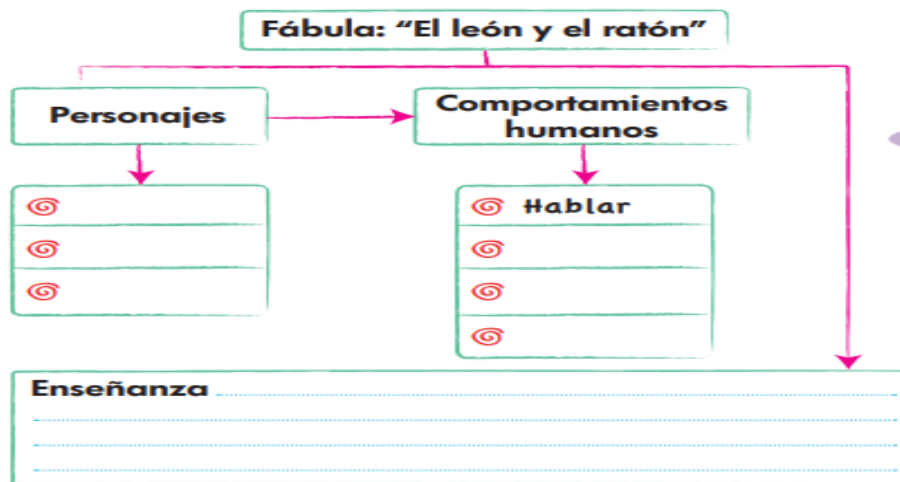 Fábula: “El león y el ratón”
Personajes
Comportamientos
humanos
Hablar
Enseñanza